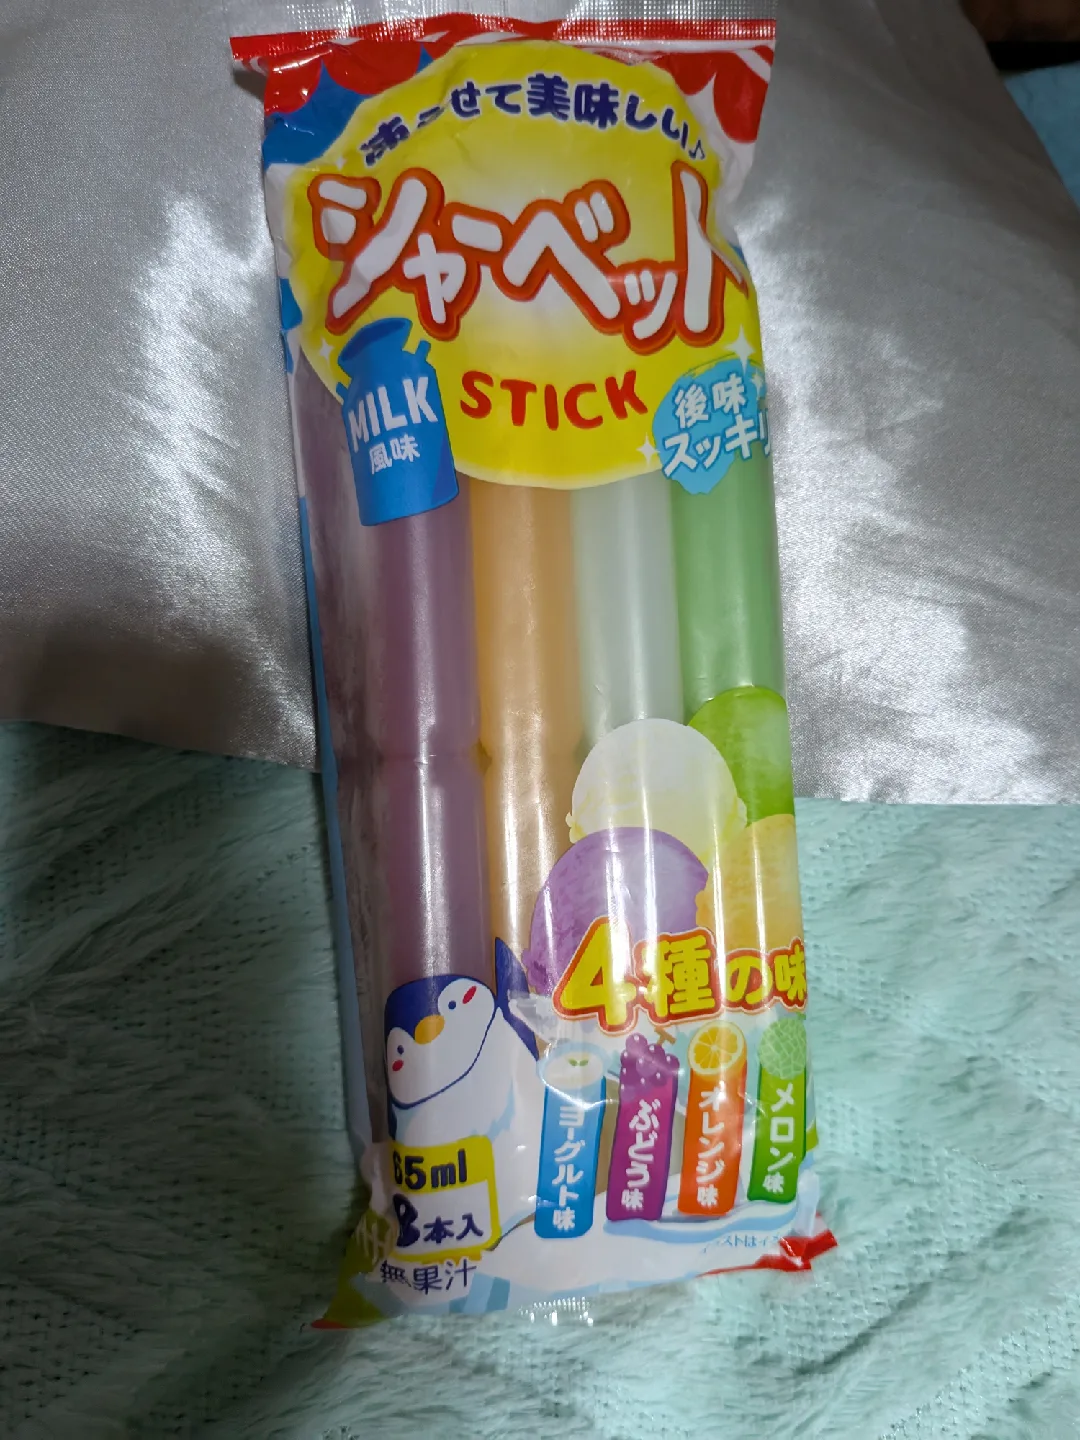 凍らせて美味しい♪
シャーベット
STICK
MILK
風味
後味
スッキリ
4種の味
ヨーグルト味
ぶどう味
オレンジ味
メロン味
65ml
8本入
無果汁